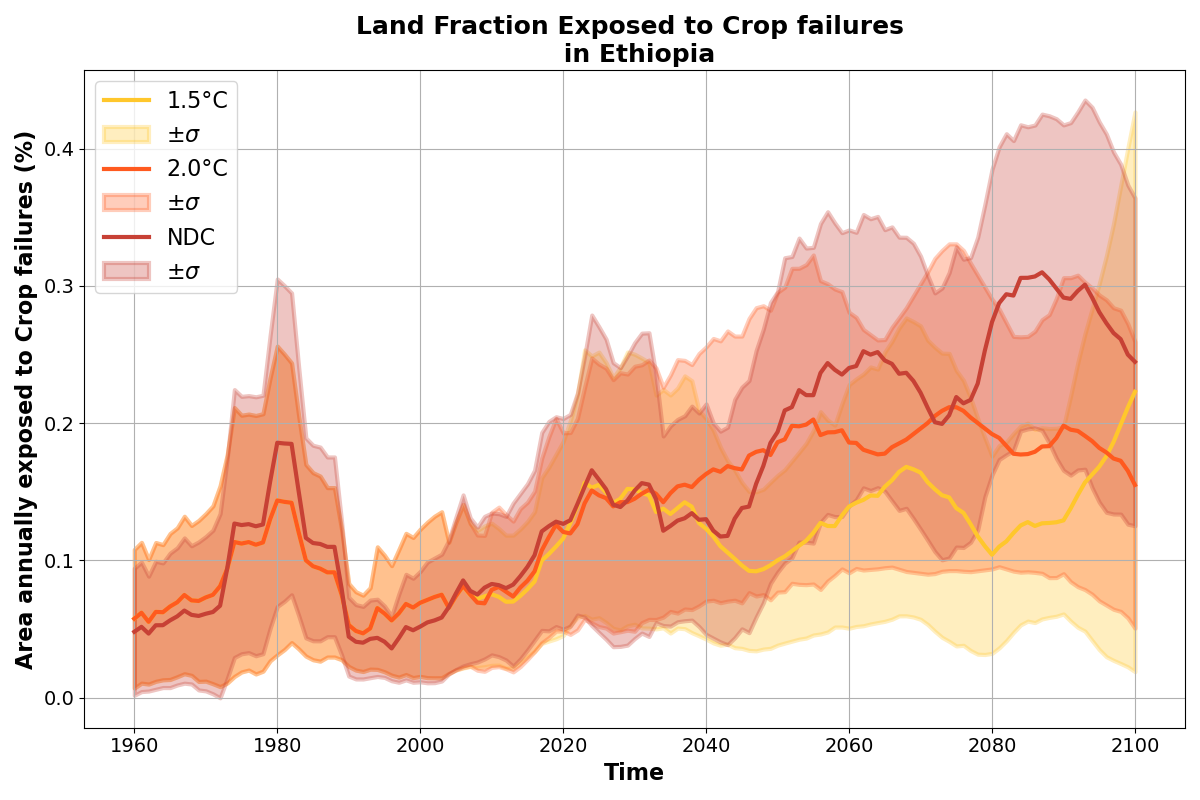 Land Fraction Exposed to Crop failures
in Ethiopia
1.5°C
±σ
2.0°C
±σ
NDC
±σ
Area annually exposed to Crop failures (%)
0.4
0.3
0.2
0.1
0.0
1960 1980 2000 2020 2040 2060 2080 2100
Time